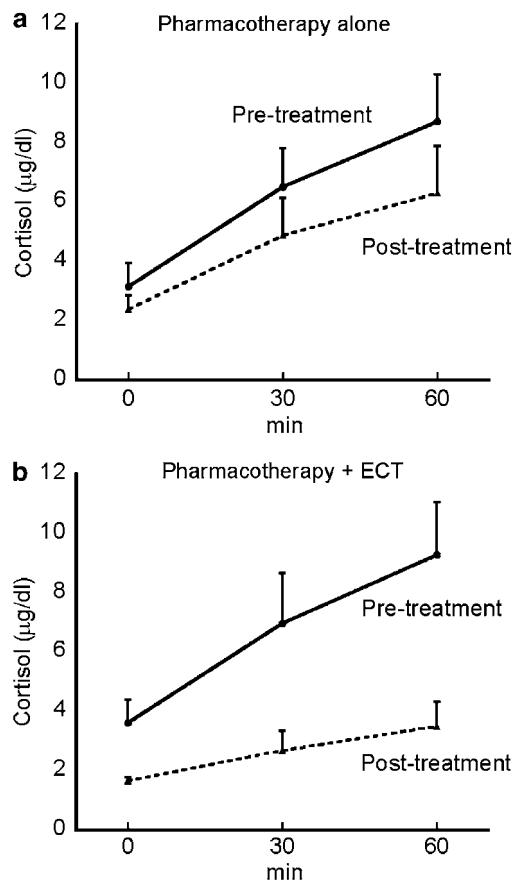 a
Pharmacotherapy alone
12
10
8
6
4
2
0
Cortisol (μg/dl)
Pre-treatment
Post-treatment
0 30 60
min
b
Pharmacotherapy + ECT
12
10
8
6
4
2
0
Cortisol (μg/dl)
Pre-treatment
Post-treatment
0 30 60
min